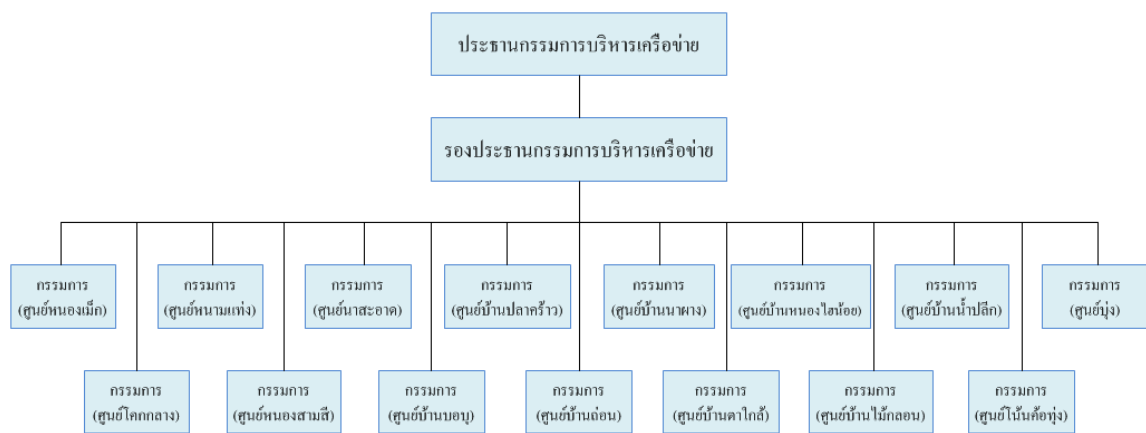 ประธานกรรมการบริหารเครือข่าย
รองประธานกรรมการบริหารเครือข่าย
กรรมการ
(ศูนย์หนองเม็ก)
กรรมการ
(ศูนย์หนามแท่ง)
กรรมการ
(ศูนย์นาสะอาด)
กรรมการ
(ศูนย์บ้านปลาคร้าว)
กรรมการ
(ศูนย์บ้านนาผาง)
กรรมการ
(ศูนย์บ้านหนองไฮน้อย)
กรรมการ
(ศูนย์บ้านน้ำปลีก)
กรรมการ
(ศูนย์บุ่ง)
กรรมการ
(ศูนย์โคกกลาง)
กรรมการ
(ศูนย์หนองสามสี)
กรรมการ
(ศูนย์บ้านบอบุ)
กรรมการ
(ศูนย์บ้านถ่อน)
กรรมการ
(ศูนย์บ้านตาใกล้)
กรรมการ
(ศูนย์บ้านไม้กลอน)
กรรมการ
(ศูนย์โน้นค้อทุ่ง)